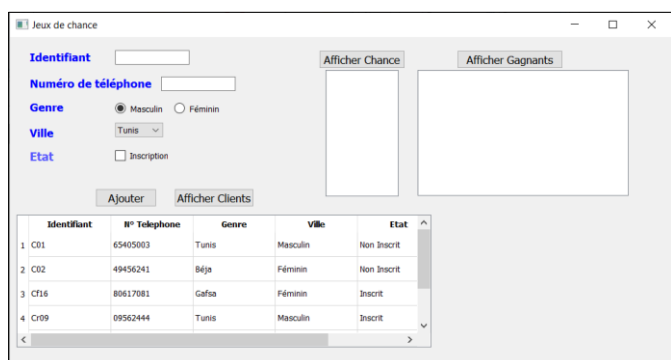 Jeux de chance
Identifiant
Afficher Chance
Afficher Gagnants
Numéro de téléphone
Genre
Masculin
Féminin
Ville
Tunis
Etat
Inscription
Ajouter
Afficher Clients
Identifiant N° Telephone Genre Ville Etat
1 C01 65405003 Tunis Masculin Non Inscrit
2 C02 49456241 Béja Féminin Non Inscrit
3 Cf16 80617081 Gafsa Féminin Inscrit
4 Cr09 09562444 Tunis Masculin Inscrit